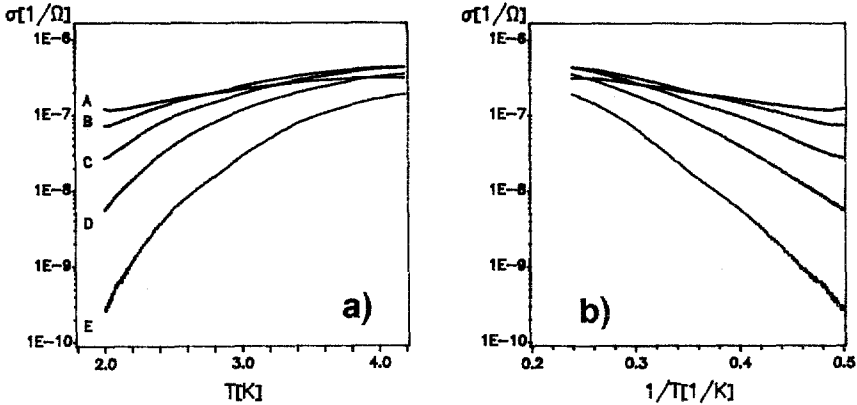 σ[1/Ω]
1E-6
1E-7
1E-8
1E-9
1E-10
A
B
C
D
E
a)
2.0 3.0 4.0
T[K]
σ[1/Ω]
1E-6
1E-7
1E-8
1E-9
1E-10
b)
0.2 0.3 0.4 0.5
1/T[1/K]